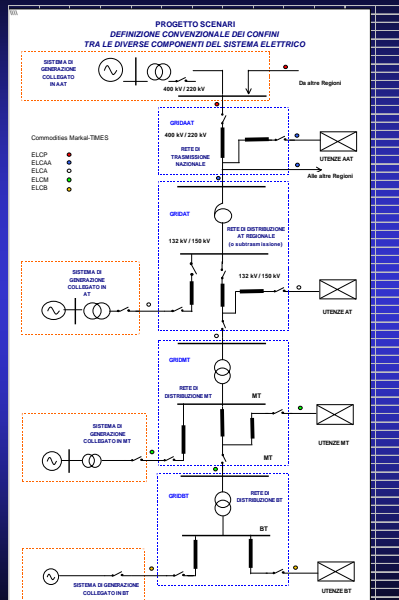 PROGETTO SCENARI
DEFINIZIONE CONVENZIONALE DEI CONFINI
TRA LE DIVERSE COMPONENTI DEL SISTEMA ELETTRICO
SISTEMA DI
GENERAZIONE
COLLEGATO
IN AAT
400 kV / 220 kV
Da altre Regioni
GRIDAAT
400 kV / 220 kV
RETE DI
TRASMISSIONE
NAZIONALE
UTENZE AAT
Alle altre Regioni
Commodities Markal-TIMES
ELCP
ELCAA
ELCA
ELCM
ELCB
GRIDAT
RETE DI DISTRIBUZIONE
AT REGIONALE
(o subtrasmissione)
132 kV / 150 kV
132 kV / 150 kV
SISTEMA DI
GENERAZIONE
COLLEGATO IN
AT
UTENZE AT
GRIDMT
RETE DI
DISTRIBUZIONE MT
MT
SISTEMA DI
GENERAZIONE
COLLEGATO IN MT
UTENZE MT
MT
GRIDBT
RETE DI
DISTRIBUZIONE BT
BT
SISTEMA DI GENERAZIONE
COLLEGATO IN BT
UTENZE BT